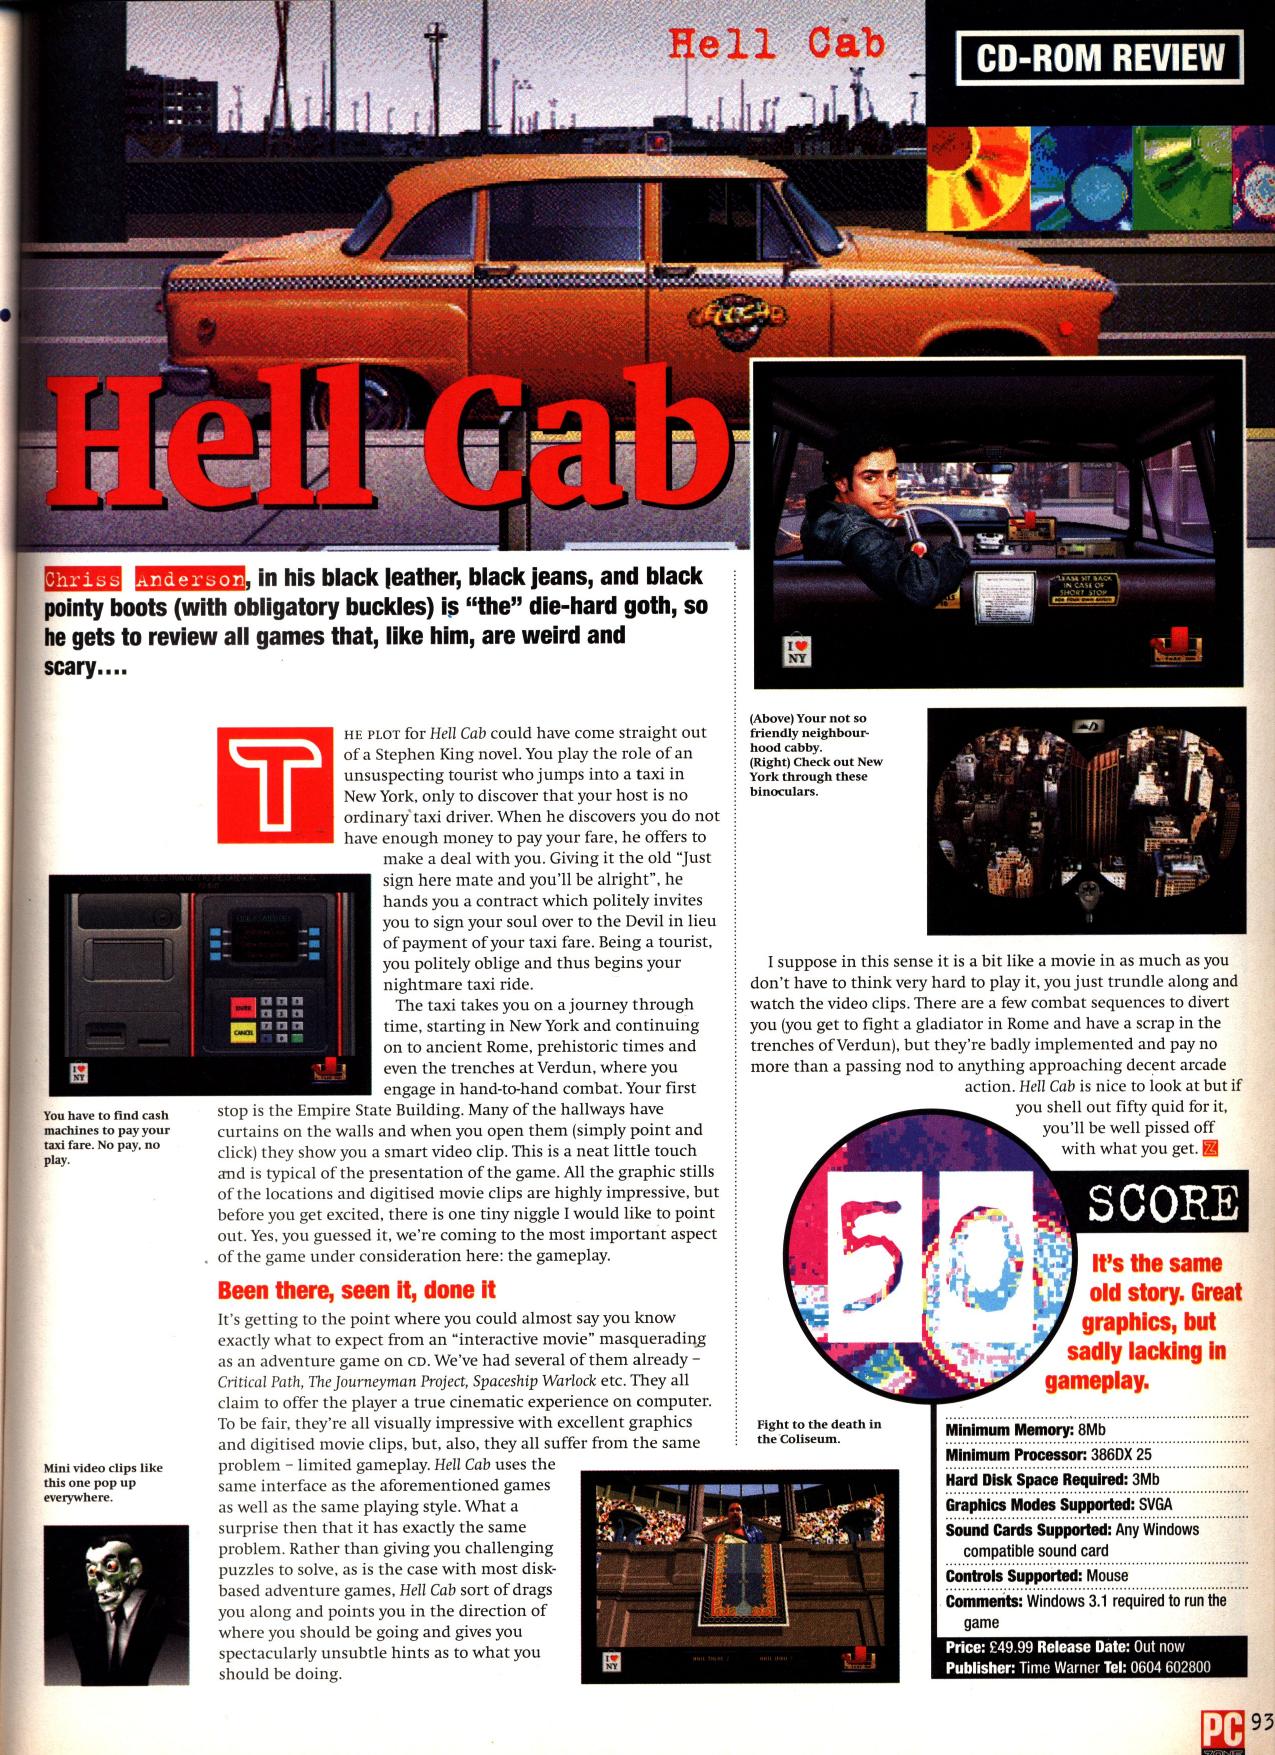 Hell Cab
CD-ROM REVIEW
HELLCAB
Hell Cab
Chriss Anderson, in his black leather, black jeans, and black
pointy boots (with obligatory buckles) is “the” die-hard goth, so
he gets to review all games that, like him, are weird and
scary....
PLEASE SIT BACK
IN CASE OF
SHORT STOP
I ♥
NY
THE PLOT for Hell Cab could have come straight out
of a Stephen King novel. You play the role of an
unsuspecting tourist who jumps into a taxi in
New York, only to discover that your host is no
ordinary taxi driver. When he discovers you do not
have enough money to pay your fare, he offers to
make a deal with you. Giving it the old “Just
sign here mate and you'll be alright”, he
hands you a contract which politely invites
you to sign your soul over to the Devil in lieu
of payment of your taxi fare. Being a tourist,
you politely oblige and thus begins your
nightmare taxi ride.
The taxi takes you on a journey through
time, starting in New York and continuing
on to ancient Rome, prehistoric times and
even the trenches at Verdun, where you
engage in hand-to-hand combat. Your first
stop is the Empire State Building. Many of the hallways have
curtains on the walls and when you open them (simply point and
click) they show you a smart video clip. This is a neat little touch
and is typical of the presentation of the game. All the graphic stills
of the locations and digitised movie clips are highly impressive, but
before you get excited, there is one tiny niggle I would like to point
out. Yes, you guessed it, we're coming to the most important aspect
of the game under consideration here: the gameplay.
CANCEL
I ♥
NY
You have to find cash
machines to pay your
taxi fare. No pay, no
play.
Been there, seen it, done it
It's getting to the point where you could almost say you know
exactly what to expect from an “interactive movie” masquerading
as an adventure game on CD. We've had several of them already –
Critical Path, The Journeyman Project, Spaceship Warlock etc. They all
claim to offer the player a true cinematic experience on computer.
To be fair, they're all visually impressive with excellent graphics
and digitised movie clips, but, also, they all suffer from the same
problem – limited gameplay. Hell Cab uses the
same interface as the aforementioned games
as well as the same playing style. What a
surprise then that it has exactly the same
problem. Rather than giving you challenging
puzzles to solve, as is the case with most disk-
based adventure games, Hell Cab sort of drags
you along and points you in the direction of
where you should be going and gives you
spectacularly unsubtle hints as to what you
should be doing.
Mini video clips like
this one pop up
everywhere.
(Above) Your not so
friendly neighbour-
hood cabby.
(Right) Check out New
York through these
binoculars.
I suppose in this sense it is a bit like a movie in as much as you
don't have to think very hard to play it, you just trundle along and
watch the video clips. There are a few combat sequences to divert
you (you get to fight a gladiator in Rome and have a scrap in the
trenches of Verdun), but they're badly implemented and pay no
more than a passing nod to anything approaching decent arcade
action. Hell Cab is nice to look at but if
you shell out fifty quid for it,
you'll be well pissed off
with what you get. Z
50
SCORE
It's the same
old story. Great
graphics, but
sadly lacking in
gameplay.
Fight to the death in
the Coliseum.
I ♥
NY
Minimum Memory: 8Mb
Minimum Processor: 386DX 25
Hard Disk Space Required: 3Mb
Graphics Modes Supported: SVGA
Sound Cards Supported: Any Windows
compatible sound card
Controls Supported: Mouse
Comments: Windows 3.1 required to run the
game
Price: £49.99 Release Date: Out now
Publisher: Time Warner Tel: 0604 602800
PC
ZONE
93